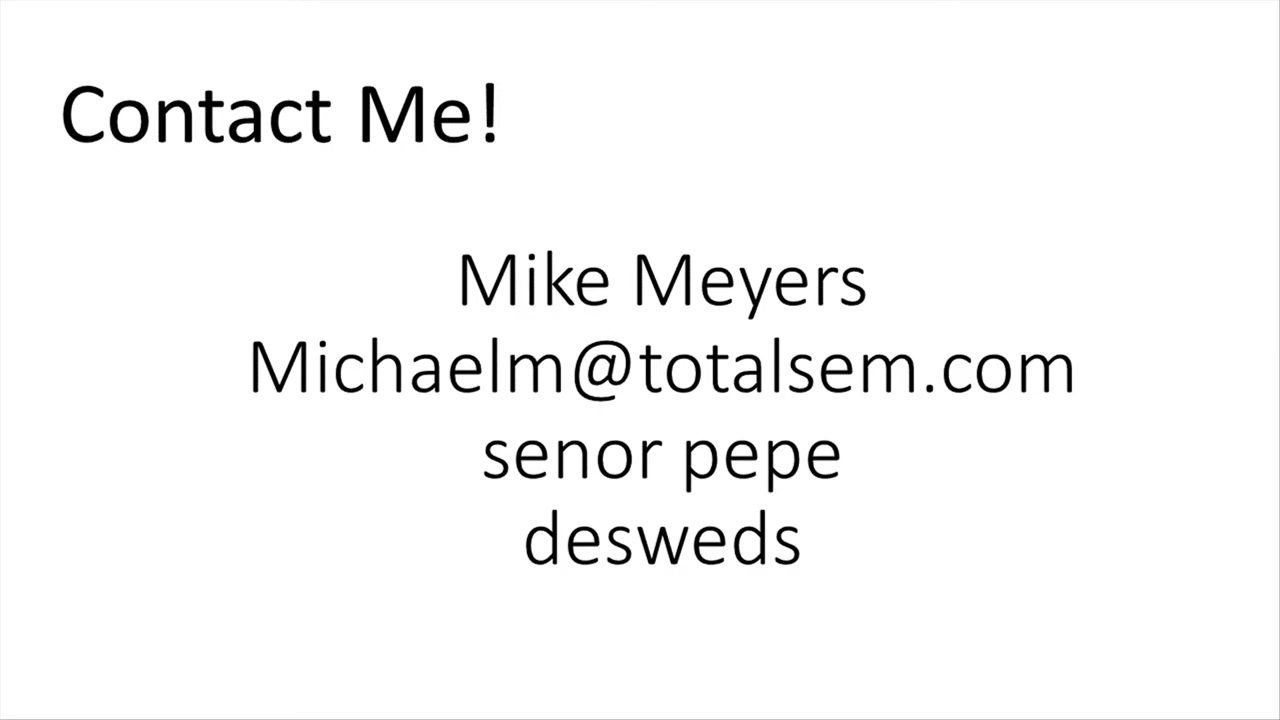 Contact Me!
Mike Meyers
Michaelm@totalsem.com
senor pepe
desweds